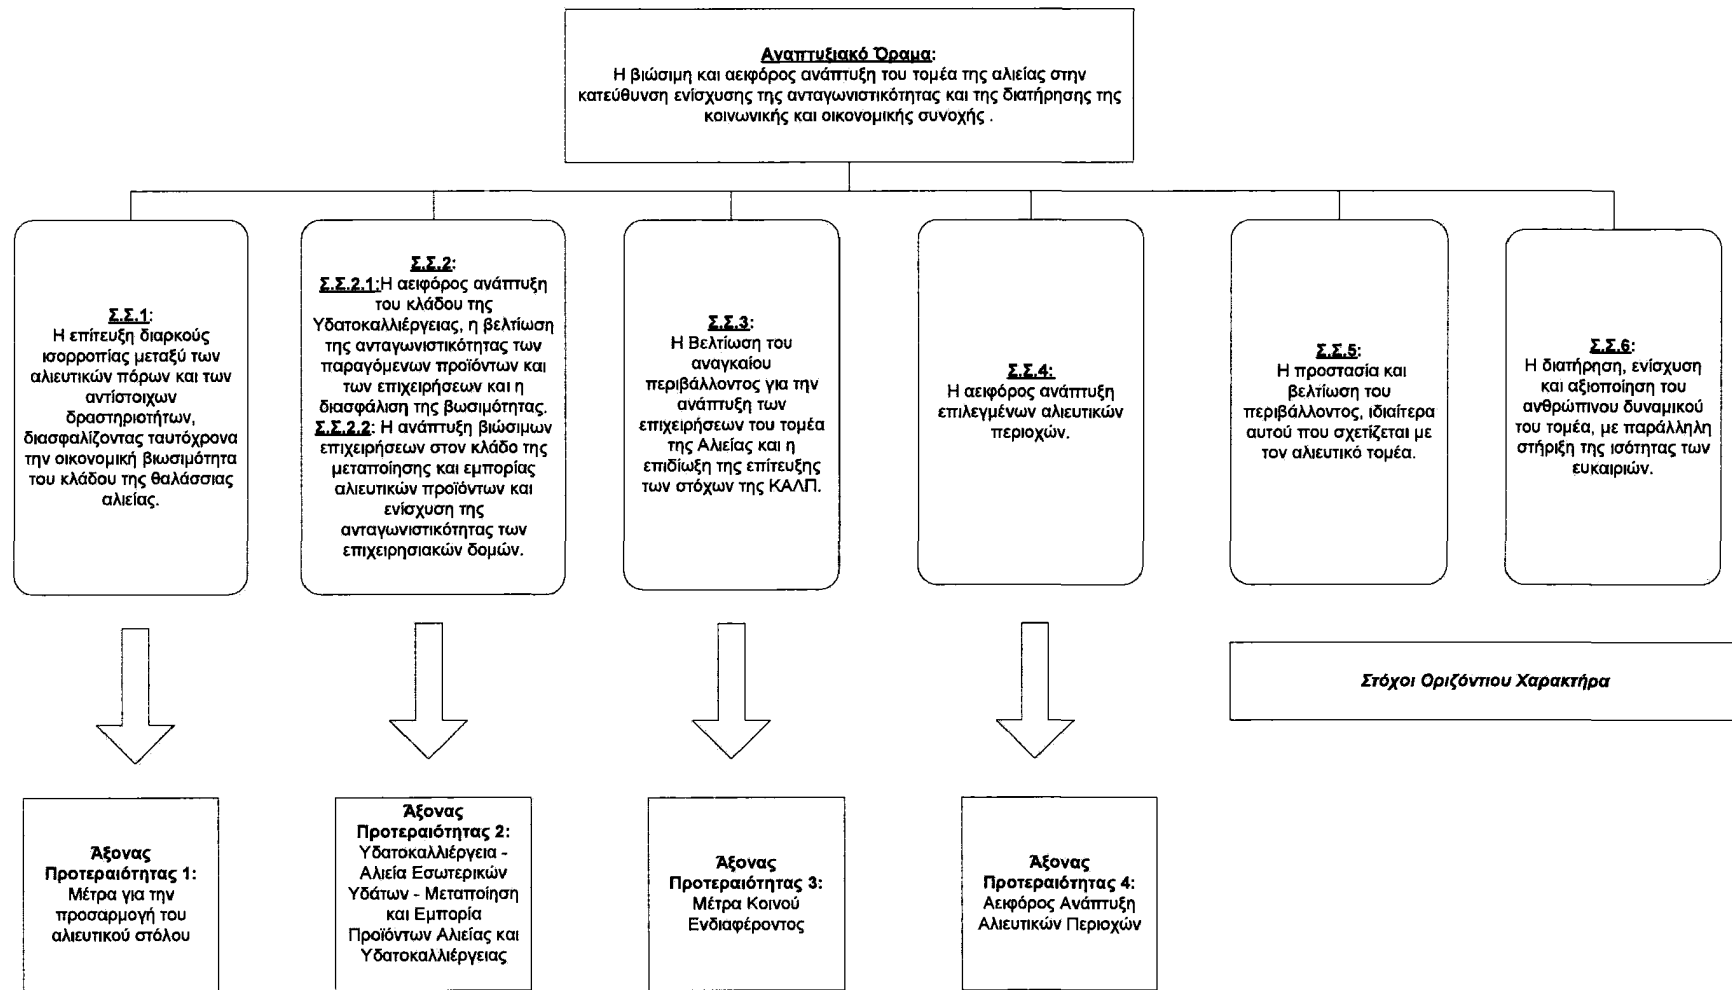 Αναπτυξιακό Όραμα:
Η βιώσιμη και αειφόρος ανάπτυξη του τομέα της αλιείας στην
κατεύθυνση ενίσχυσης της ανταγωνιστικότητας και της διατήρησης της
κοινωνικής και οικονομικής συνοχής .
Σ.Σ.1:
Η επίτευξη διαρκούς
ισορροπίας μεταξύ των
αλιευτικών πόρων και των
αντίστοιχων
δραστηριοτήτων,
διασφαλίζοντας ταυτόχρονα
την οικονομική βιωσιμότητα
του κλάδου της θαλάσσιας
αλιείας.
Σ.Σ.2:
Σ.Σ.2.1:Η αειφόρος ανάπτυξη
του κλάδου της
Υδατοκαλλιέργειας, η βελτίωση
της ανταγωνιστικότητας των
παραγόμενων προϊόντων και
των επιχειρήσεων και η
διασφάλιση της βωσιμότητας.
Σ.Σ.2.2: Η ανάπτυξη βιώσιμων
επιχειρήσεων στον κλάδο της
μεταποίησης και εμπορίας
αλιευτικών προϊόντων και
ενίσχυση της
ανταγωνιστικότητας των
επιχειρησιακών δομών.
Σ.Σ.3:
Η Βελτίωση του
αναγκαίου
περιβάλλοντος για την
ανάπτυξη των
επιχειρήσεων του τομέα
της Αλιείας και η
επιδίωξη της επίτευξης
των στόχων της ΚΑΛΠ.
Σ.Σ.4:
Η αειφόρος ανάπτυξη
επιλεγμένων αλιευτικών
περιοχών.
Σ.Σ.5:
Η προστασία και
βελτίωση του
περιβάλλοντος, ιδιαίτερα
αυτού που σχετίζεται με
τον αλιευτικό τομέα.
Σ.Σ.6:
Η διατήρηση, ενίσχυση
και αξιοποίηση του
ανθρώπινου δυναμικού
του τομέα, με παράλληλη
στήριξη της ισότητας των
ευκαιριών.
Στόχοι Οριζόντιου Χαρακτήρα
Άξονας
Προτεραιότητας 1:
Μέτρα για την
προσαρμογή του
αλιευτικού στόλου
Άξονας
Προτεραιότητας 2:
Υδατοκαλλιέργεια -
Αλιεία Εσωτερικών
Υδάτων - Μεταποίηση
και Εμπορία
Προϊόντων Αλιείας και
Υδατοκαλλιέργειας
Άξονας
Προτεραιότητας 3:
Μέτρα Κοινού
Ενδιαφέροντος
Άξονας
Προτεραιότητας 4:
Αειφόρος Ανάπτυξη
Αλιευτικών Περιοχών